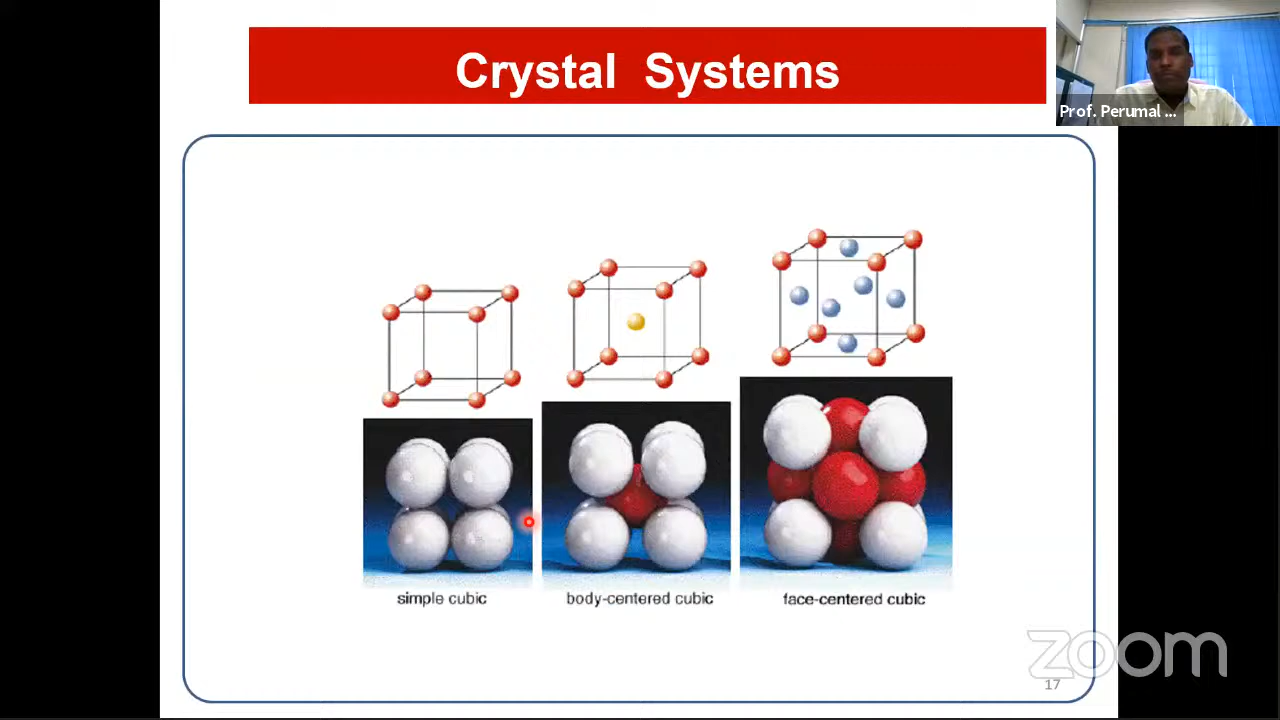 Crystal Systems
Prof. Perumal ...
simple cubic
body-centered cubic
face-centered cubic
zoom
17